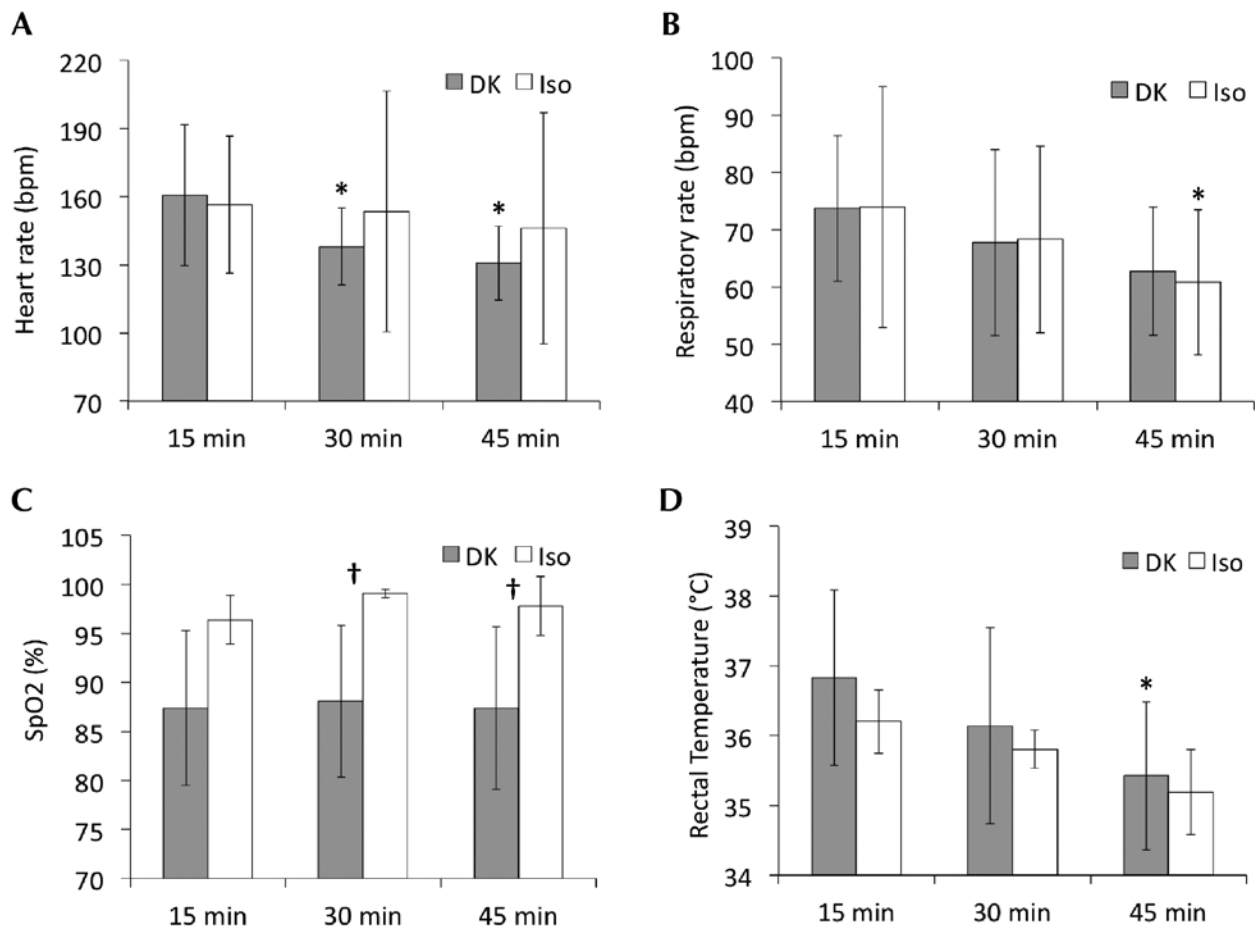 A
220
190
160
130
100
70
Heart rate (bpm)
DK Iso
*
*
15 min 30 min 45 min
B
100
90
80
70
60
50
40
Respiratory rate (bpm)
DK Iso
*
15 min 30 min 45 min
C
105
100
95
90
85
80
75
70
SpO2 (%)
DK Iso
†
†
15 min 30 min 45 min
D
39
38
37
36
35
34
Rectal Temperature (°C)
DK Iso
*
15 min 30 min 45 min